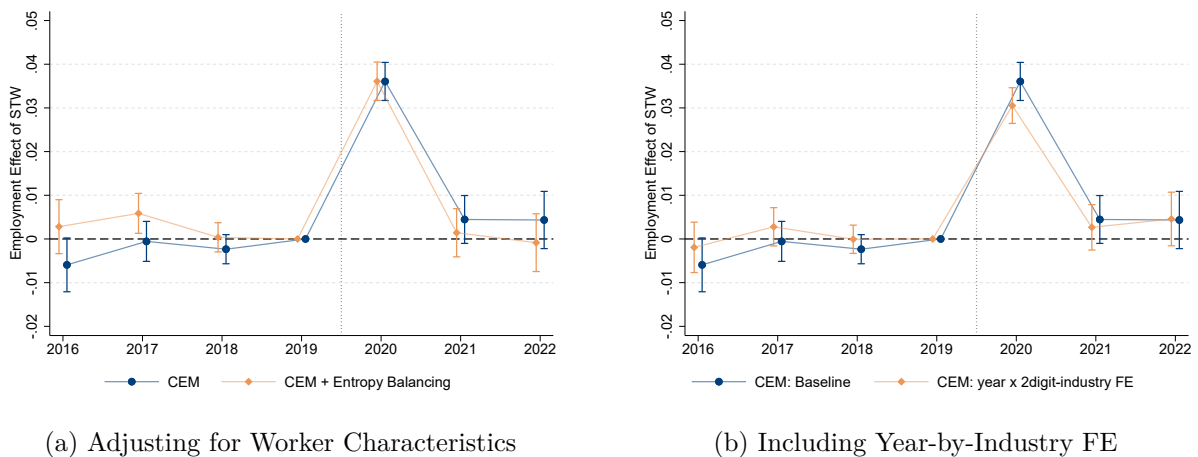 Employment Effect of STW
.05
.04
.03
.02
.01
0
-.01
-.02
2016 2017 2018 2019 2020 2021 2022
CEM CEM + Entropy Balancing
(a) Adjusting for Worker Characteristics
Employment Effect of STW
.05
.04
.03
.02
.01
0
-.01
-.02
2016 2017 2018 2019 2020 2021 2022
CEM: Baseline CEM: year x 2digit-industry FE
(b) Including Year-by-Industry FE